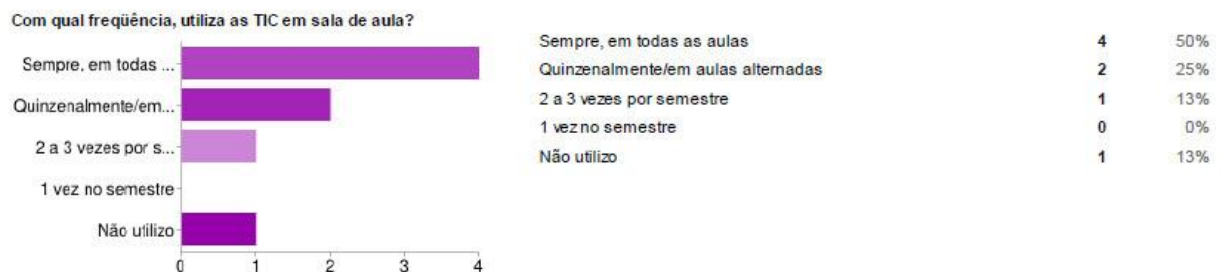 Com qual freqüência, utiliza as TIC em sala de aula?
Sempre, em todas ...
Quinzenalmente/em...
2 a 3 vezes por s...
1 vez no semestre
Não utilizo
0 1 2 3 4
Sempre, em todas as aulas 4 50%
Quinzenalmente/em aulas alternadas 2 25%
2 a 3 vezes por semestre 1 13%
1 vez no semestre 0 0%
Não utilizo 1 13%